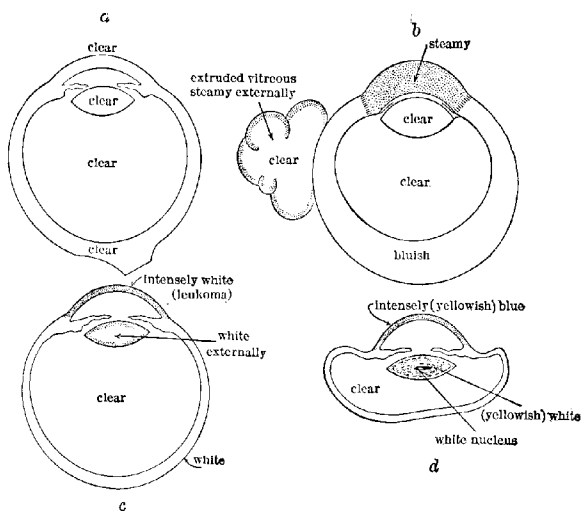 a
clear
clear
clear
clear
b
steamy
extruded vitreous
steamy externally
clear
clear
clear.
bluish
intensely white
(leukoma)
white
externally
clear
white
c
intensely (yellowish) blue
clear
(yellowish) white
white nucleus
d